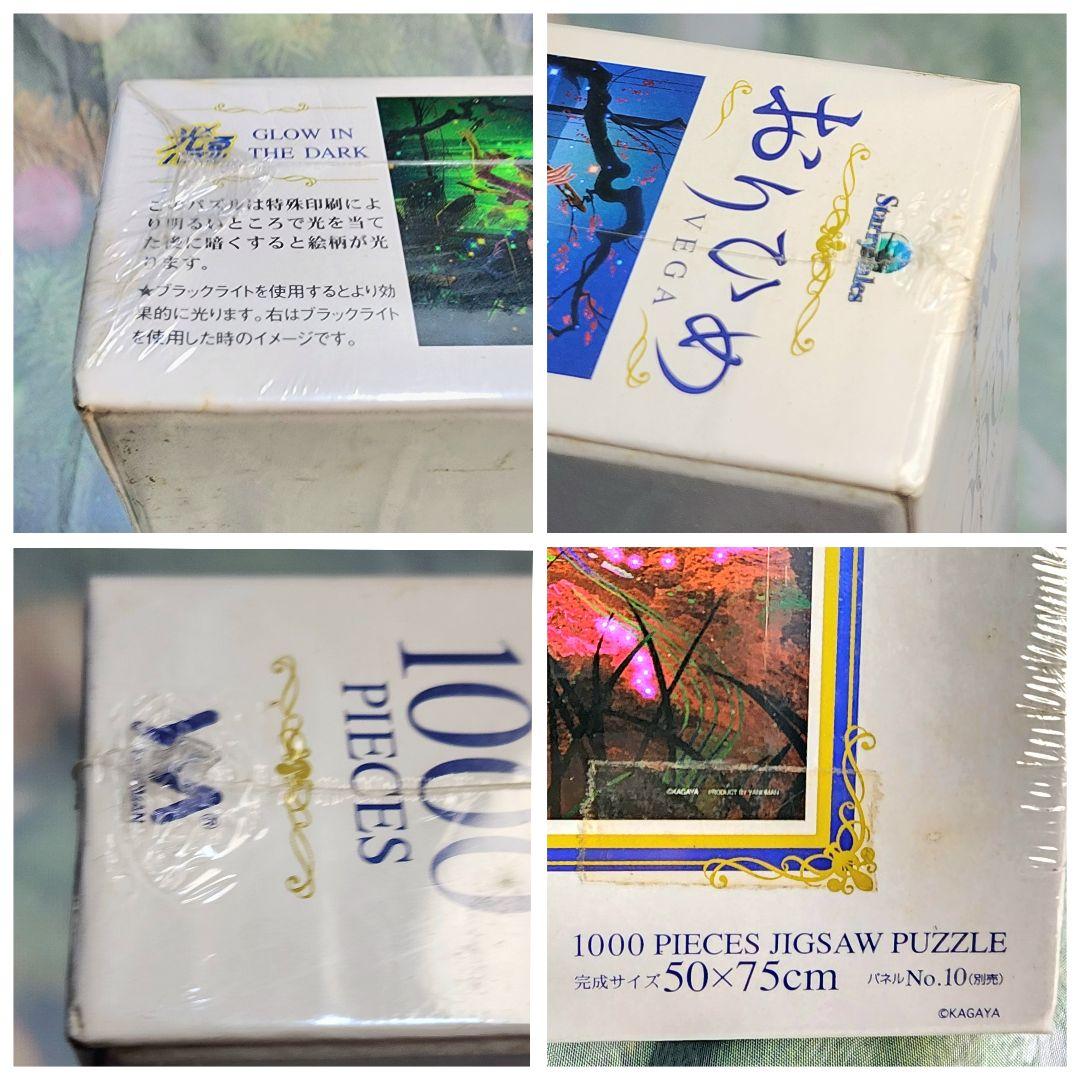 光る
GLOW IN
THE DARK
このパズルは特殊印刷によ
り明るいところで光を当て
た後に暗くすると絵柄が光
ります。
★ブラックライトを使用するとより効
果的に光ります。右はブラックライト
を使用した時のイメージです。
おりひめ
VEGA
Starry Tales
1000
PIECES
®
©KAGAYA PRODUCT BY YANOMAN
1000 PIECES JIGSAW PUZZLE
完成サイズ50×75cm パネルNo.10(別売)
©KAGAYA